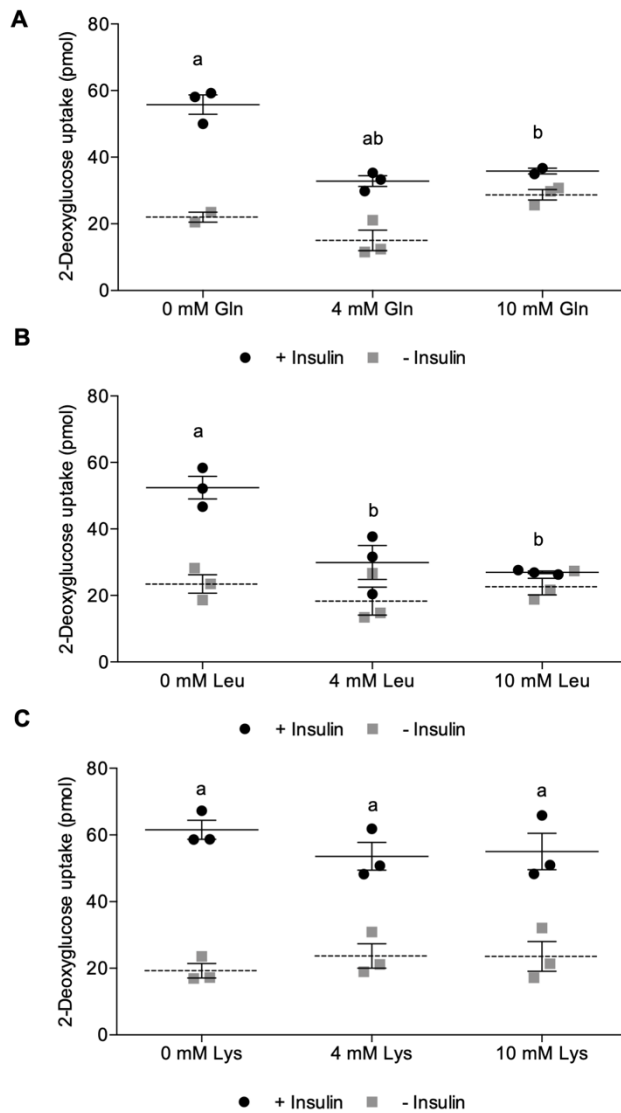 A
2-Deoxyglucose uptake (pmol)
80
60
40
20
0
a
ab
b
0 mM Gln
4 mM Gln
10 mM Gln
+ Insulin
- Insulin
B
2-Deoxyglucose uptake (pmol)
80
60
40
20
0
a
b
b
0 mM Leu
4 mM Leu
10 mM Leu
+ Insulin
- Insulin
C
2-Deoxyglucose uptake (pmol)
80
60
40
20
0
a
a
a
0 mM Lys
4 mM Lys
10 mM Lys
+ Insulin
- Insulin